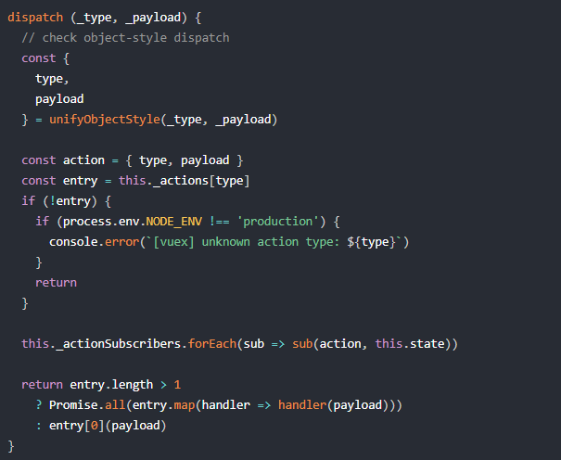 dispatch (_type, _payload) {
  // check object-style dispatch
  const {
    type,
    payload
  } = unifyObjectStyle(_type, _payload)

  const action = { type, payload }
  const entry = this._actions[type]
  if (!entry) {
    if (process.env.NODE_ENV !== 'production') {
      console.error(`[vuex] unknown action type: ${type}`)
    }
    return
  }

  this._actionSubscribers.forEach(sub => sub(action, this.state))

  return entry.length > 1
    ? Promise.all(entry.map(handler => handler(payload)))
    : entry[0](payload)
}